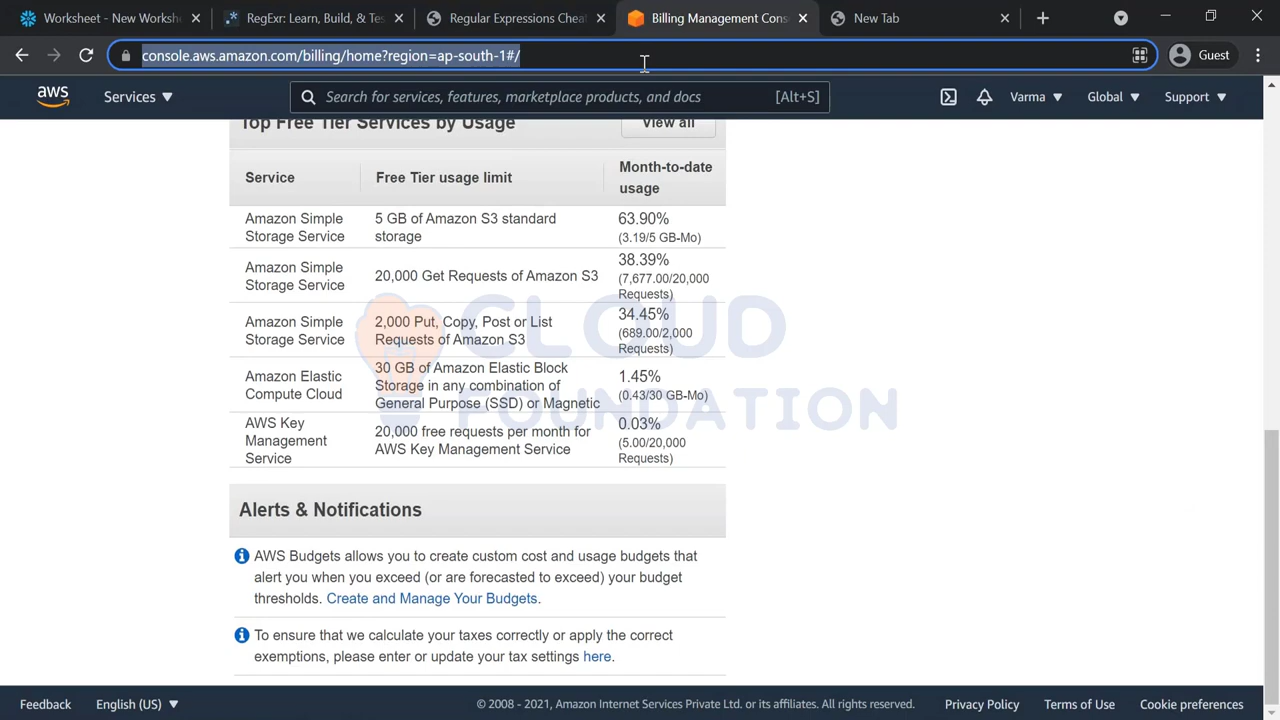 Worksheet - New Worksh
RegExr: Learn, Build, & Tes
Regular Expressions Cheat
Billing Management Cons
New Tab
console.aws.amazon.com/billing/home?region=ap-south-1#/
Guest
aws
Services
Search for services, features, marketplace products, and docs
[Alt+S]
Varma
Global
Support
Top Free Tier Services by Usage
View all
Service
Free Tier usage limit
Month-to-date
usage
Amazon Simple
Storage Service
5 GB of Amazon S3 standard
storage
63.90%
(3.19/5 GB-Mo)
Amazon Simple
Storage Service
20,000 Get Requests of Amazon S3
38.39%
(7,677.00/20,000
Requests)
Amazon Simple
Storage Service
2,000 Put, Copy, Post or List
Requests of Amazon S3
34.45%
(689.00/2,000
Requests)
Amazon Elastic
Compute Cloud
30 GB of Amazon Elastic Block
Storage in any combination of
General Purpose (SSD) or Magnetic
1.45%
(0.43/30 GB-Mo)
AWS Key
Management
Service
20,000 free requests per month for
AWS Key Management Service
0.03%
(5.00/20,000
Requests)
CLOUD
FOUNDATION
Alerts & Notifications
AWS Budgets allows you to create custom cost and usage budgets that
alert you when you exceed (or are forecasted to exceed) your budget
thresholds. Create and Manage Your Budgets.
To ensure that we calculate your taxes correctly or apply the correct
exemptions, please enter or update your tax settings here.
Feedback
English (US)
© 2008 - 2021, Amazon Internet Services Private Ltd. or its affiliates. All rights reserved.
Privacy Policy
Terms of Use
Cookie preferences